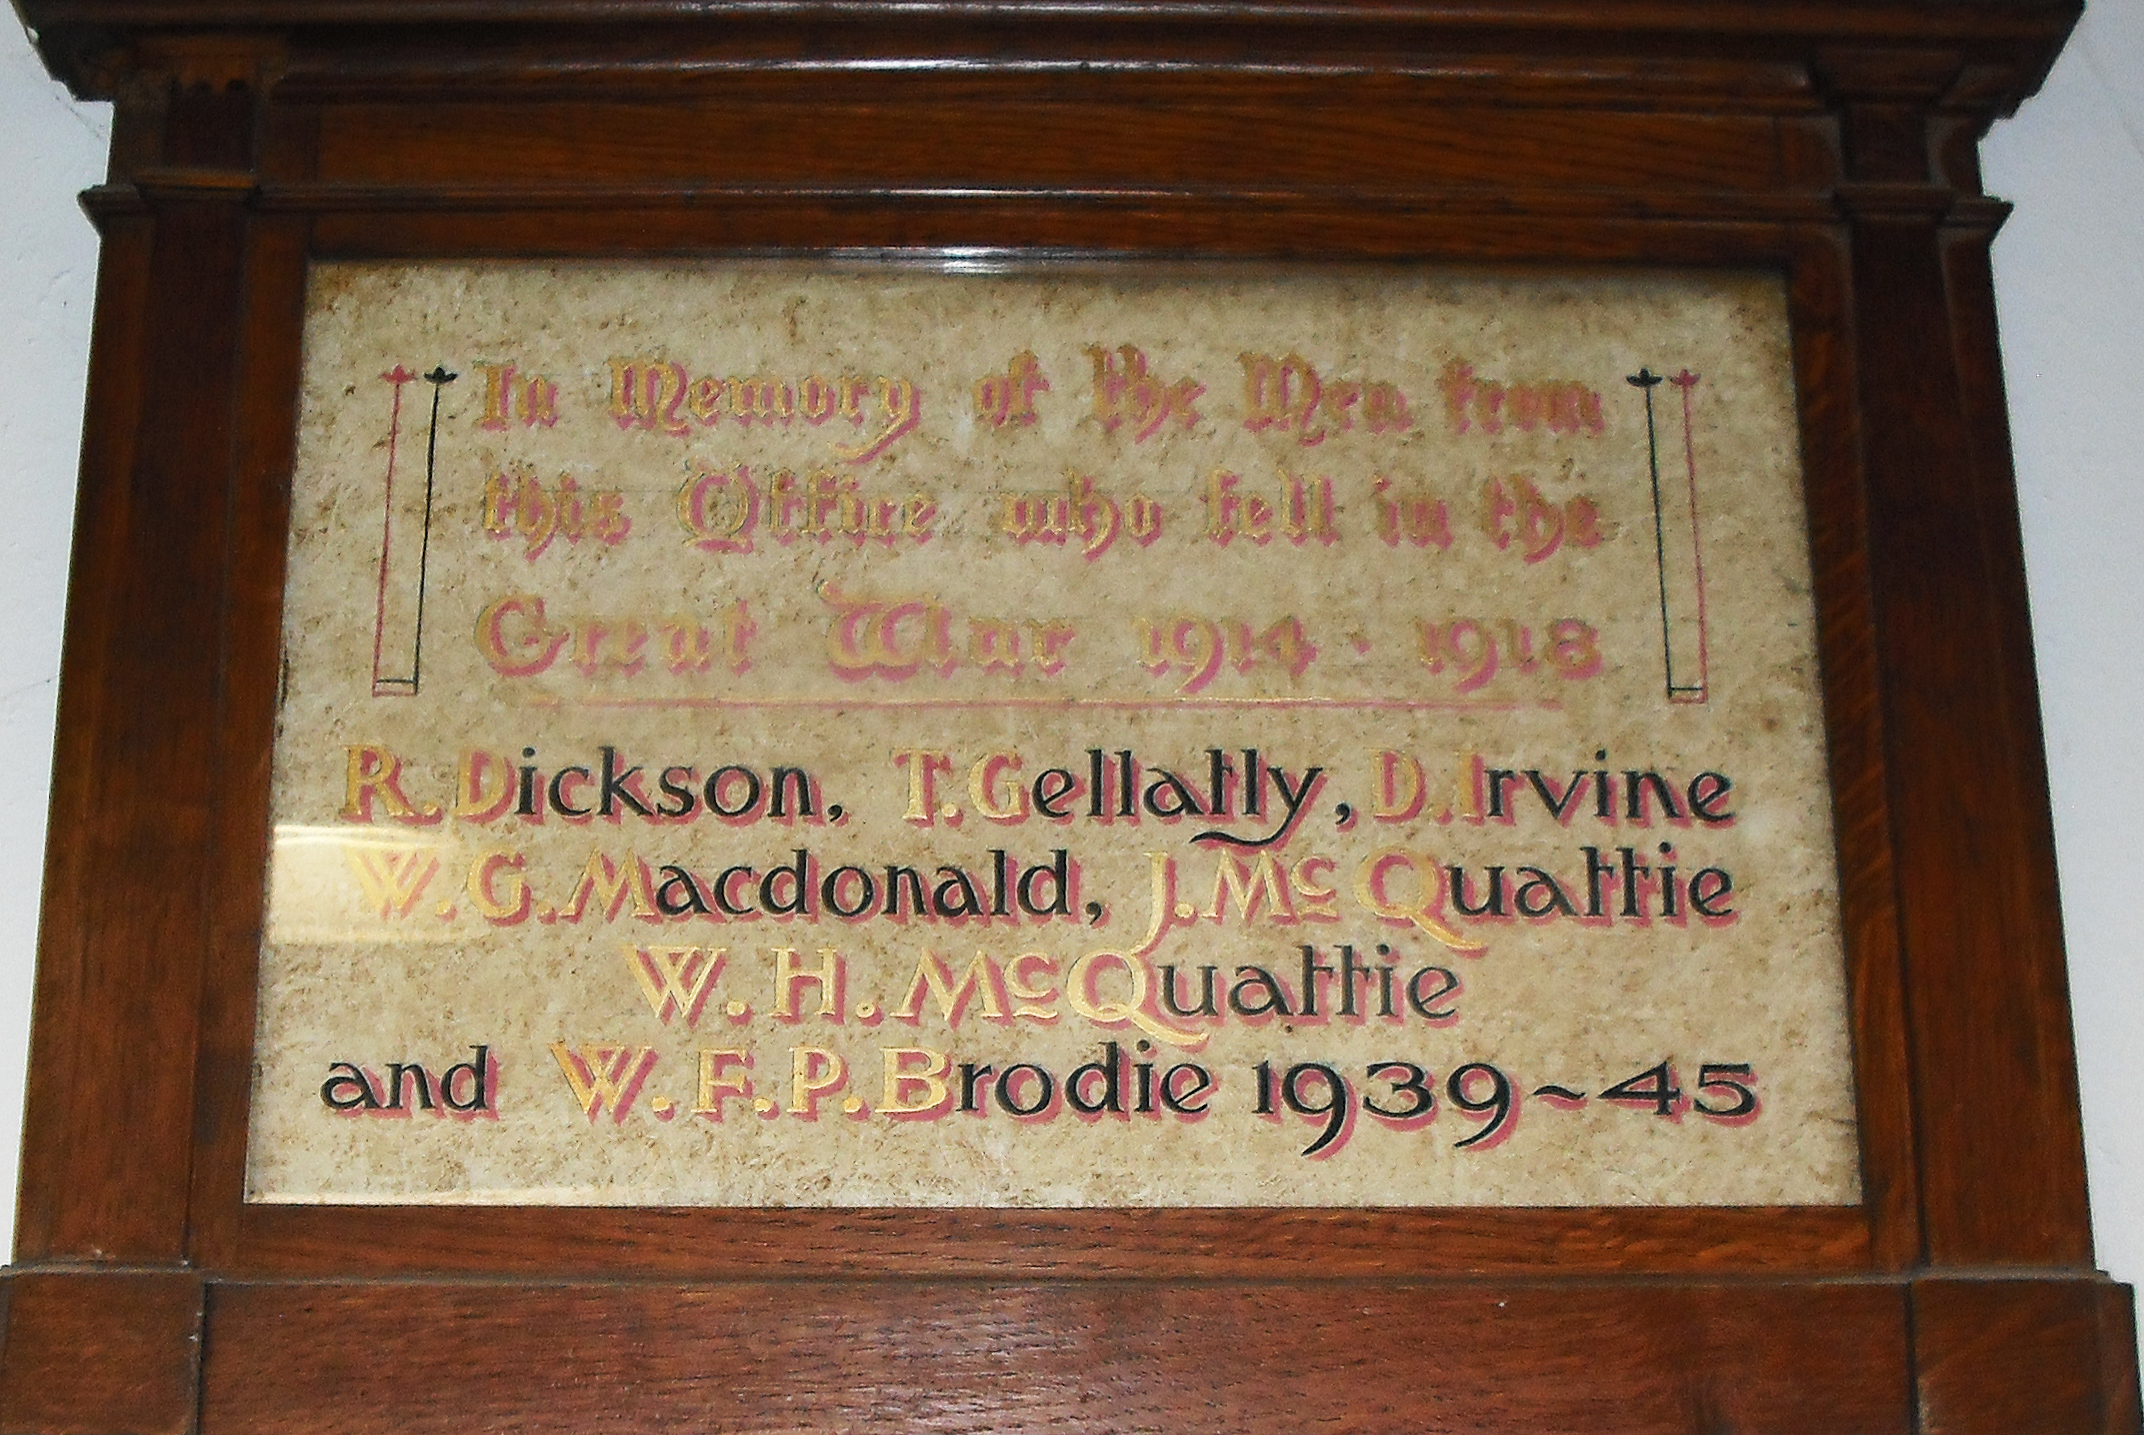 In Memory of the Men from
this Office who fell in the
Great War 1914 · 1918
R. Dickson, T. Gellatly, D. Irvine
W. G. Macdonald, J. McQuattie
W. H. McQuattie
and W. F. P. Brodie 1939~45